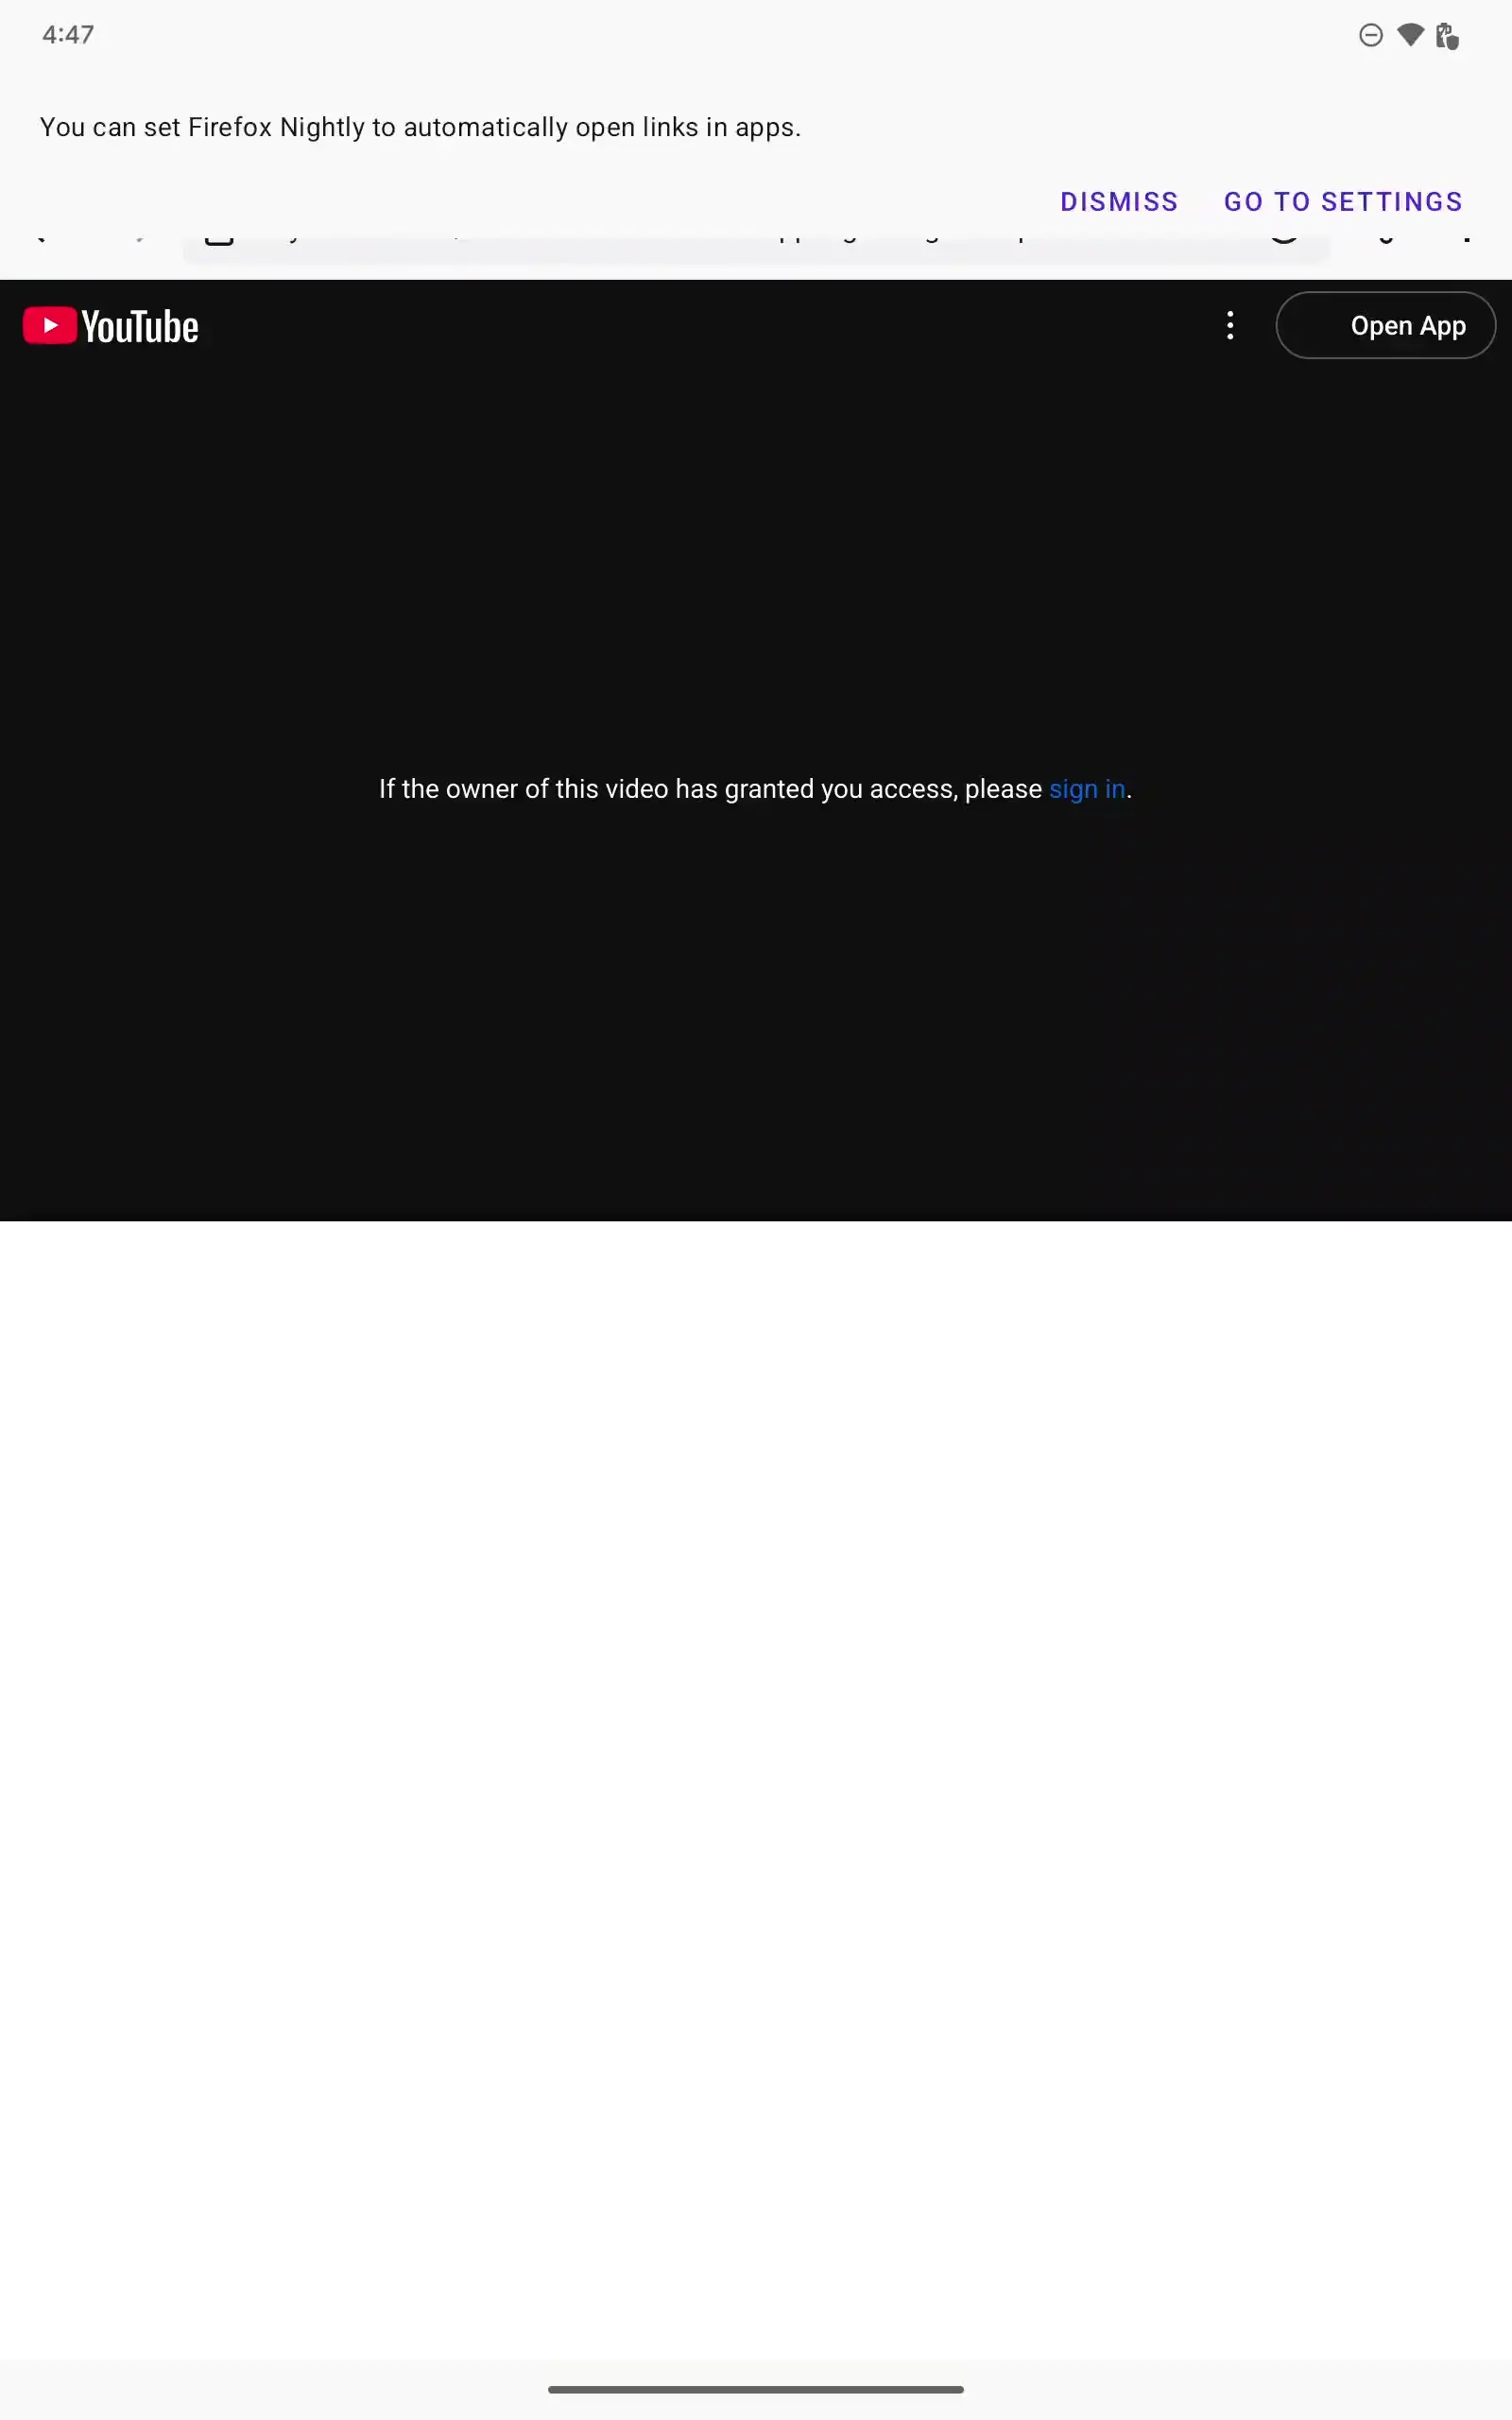 4:47
You can set Firefox Nightly to automatically open links in apps.
DISMISS GO TO SETTINGS
YouTube
Open App
If the owner of this video has granted you access, please sign in.